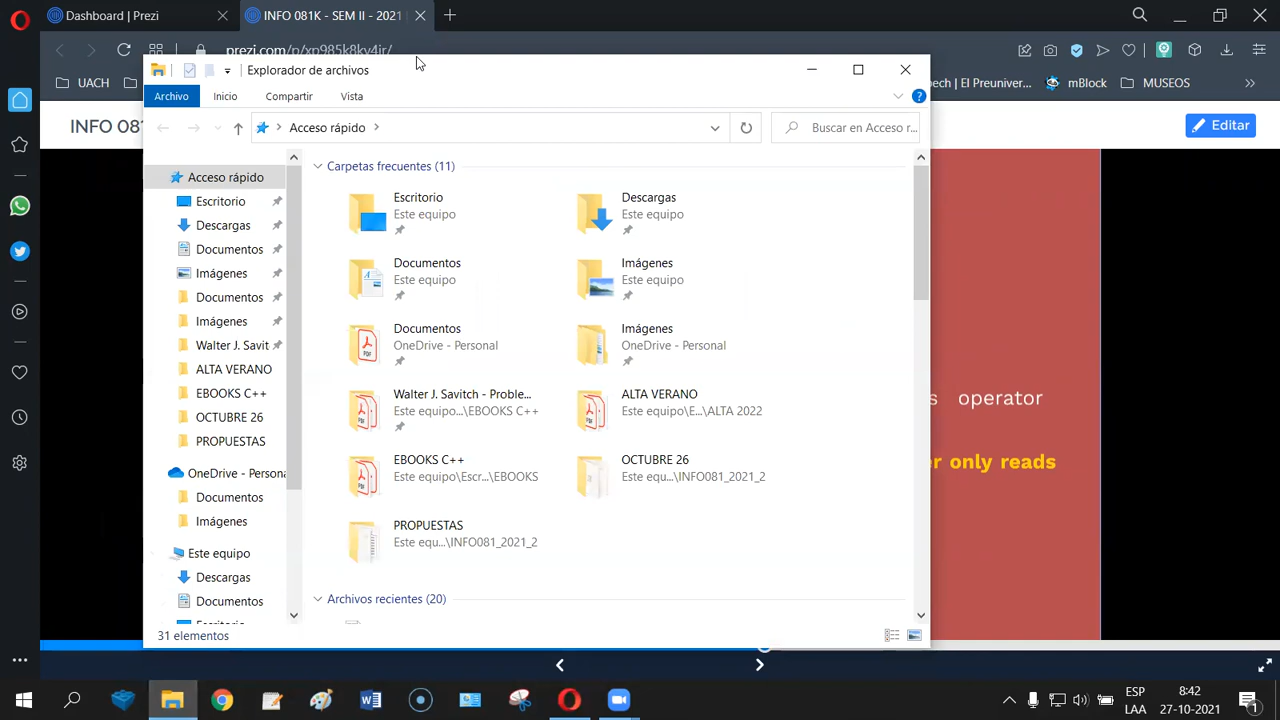 Dashboard | Prezi
INFO 081K - SEM II - 2021
prezi.com/p/xp985k8ky4jr/
UACH
eech | El Preuniver...
mBlock
MUSEOS
INFO 081
Editar
Explorador de archivos
Archivo
Inicio
Compartir
Vista
Acceso rápido
Buscar en Acceso r...
Acceso rápido
Escritorio
Descargas
Documentos
Imágenes
Documentos
Imágenes
Walter J. Savit
ALTA VERANO
EBOOKS C++
OCTUBRE 26
PROPUESTAS
OneDrive - Persona
Documentos
Imágenes
Este equipo
Descargas
Documentos
Escritorio
Carpetas frecuentes (11)
Escritorio
Este equipo
Descargas
Este equipo
Documentos
Este equipo
Imágenes
Este equipo
Documentos
OneDrive - Personal
Imágenes
OneDrive - Personal
Walter J. Savitch - Proble...
Este equipo...\EBOOKS C++
ALTA VERANO
Este equipo\E...\ALTA 2022
EBOOKS C++
Este equipo\Escr...\EBOOKS
OCTUBRE 26
Este equ...\INFO081_2021_2
PROPUESTAS
Este equ...\INFO081_2021_2
Archivos recientes (20)
31 elementos
s operator
er only reads
ESP
LAA
8:42
27-10-2021
1